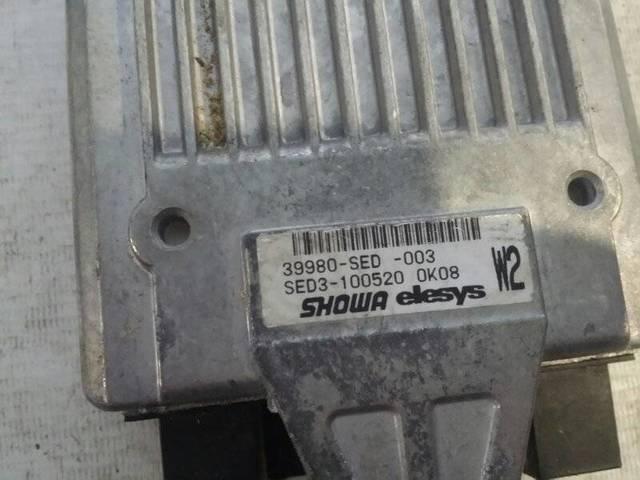 39980-SED -003
SED3-100520 0K08
W2
SHOWA elesys